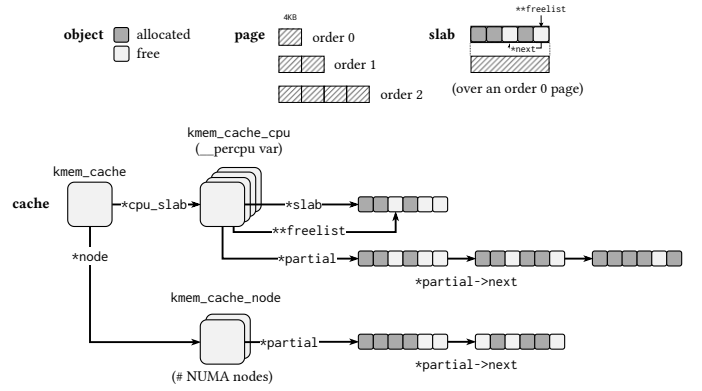 **freelist
4KB
object
allocated
page
order 0
slab
free
*next
order 1
order 2
(over an order 0 page)
kmem_cache_cpu
(__percpu var)
kmem_cache
cache
*cpu_slab
*slab
**freelist
*node
*partial
*partial->next
kmem_cache_node
*partial
*partial->next
(# NUMA nodes)